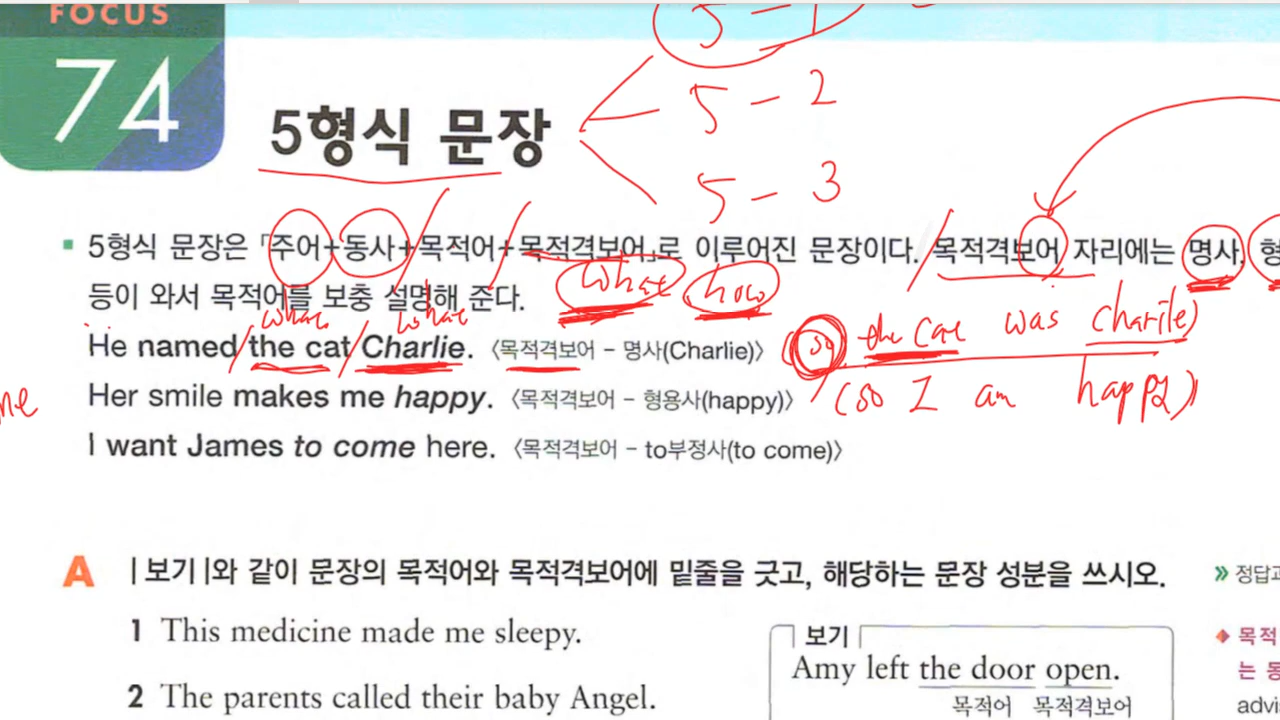 FOCUS
74
5형식 문장
5 - 1
5 - 2
5 - 3
5형식 문장은 「주어+동사+목적어+목적격보어」로 이루어진 문장이다. 목적격보어 자리에는 명사, 형
등이 와서 목적어를 보충 설명해 준다. what how
what what
He named the cat Charlie. 〈목적격보어 – 명사(Charlie)〉 (so the cat was charile)
Her smile makes me happy. 〈목적격보어 – 형용사(happy)〉 (so I am happy)
me
I want James to come here. 〈목적격보어 – to부정사(to come)〉
A |보기|와 같이 문장의 목적어와 목적격보어에 밑줄을 긋고, 해당하는 문장 성분을 쓰시오.
» 정답과
1 This medicine made me sleepy.
2 The parents called their baby Angel.
보기
Amy left the door open.
목적어 목적격보어
목적
는 동
advi